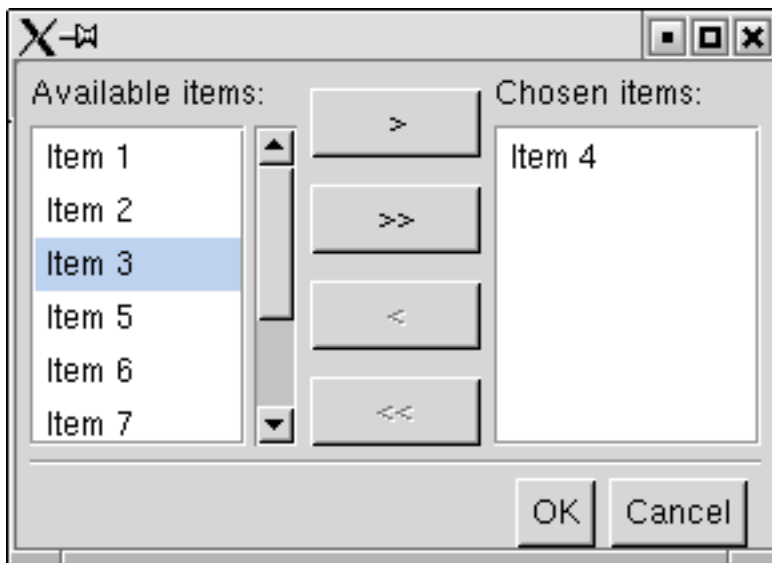 Available items:
Item 1
Item 2
Item 3
Item 5
Item 6
Item 7
>
>>
<
<<
Chosen items:
Item 4
OK
Cancel